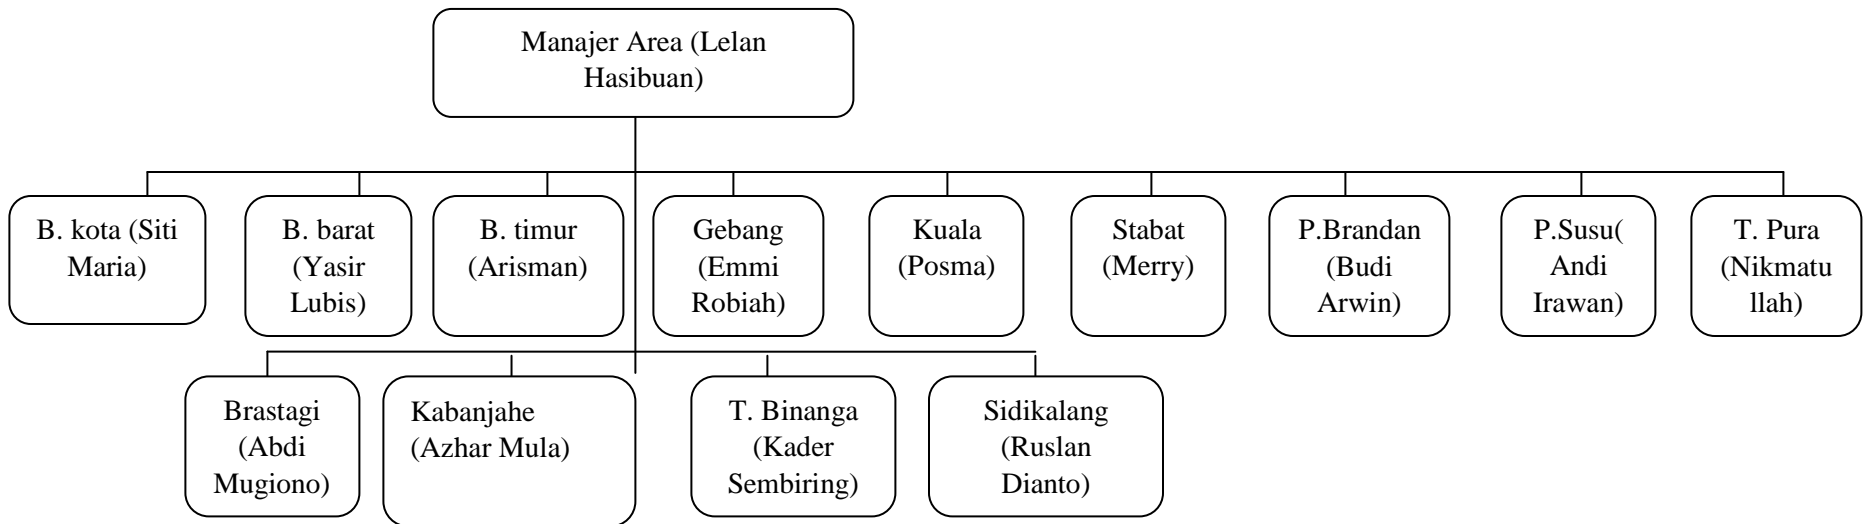 Manajer Area (Lelan
Hasibuan)
B. kota (Siti
Maria)
B. barat
(Yasir
Lubis)
B. timur
(Arisman)
Gebang
(Emmi
Robiah)
Kuala
(Posma)
Stabat
(Merry)
P.Brandan
(Budi
Arwin)
P.Susu(
Andi
Irawan)
T. Pura
(Nikmatu
llah)
Brastagi
(Abdi
Mugiono)
Kabanjahe
(Azhar Mula)
T. Binanga
(Kader
Sembiring)
Sidikalang
(Ruslan
Dianto)